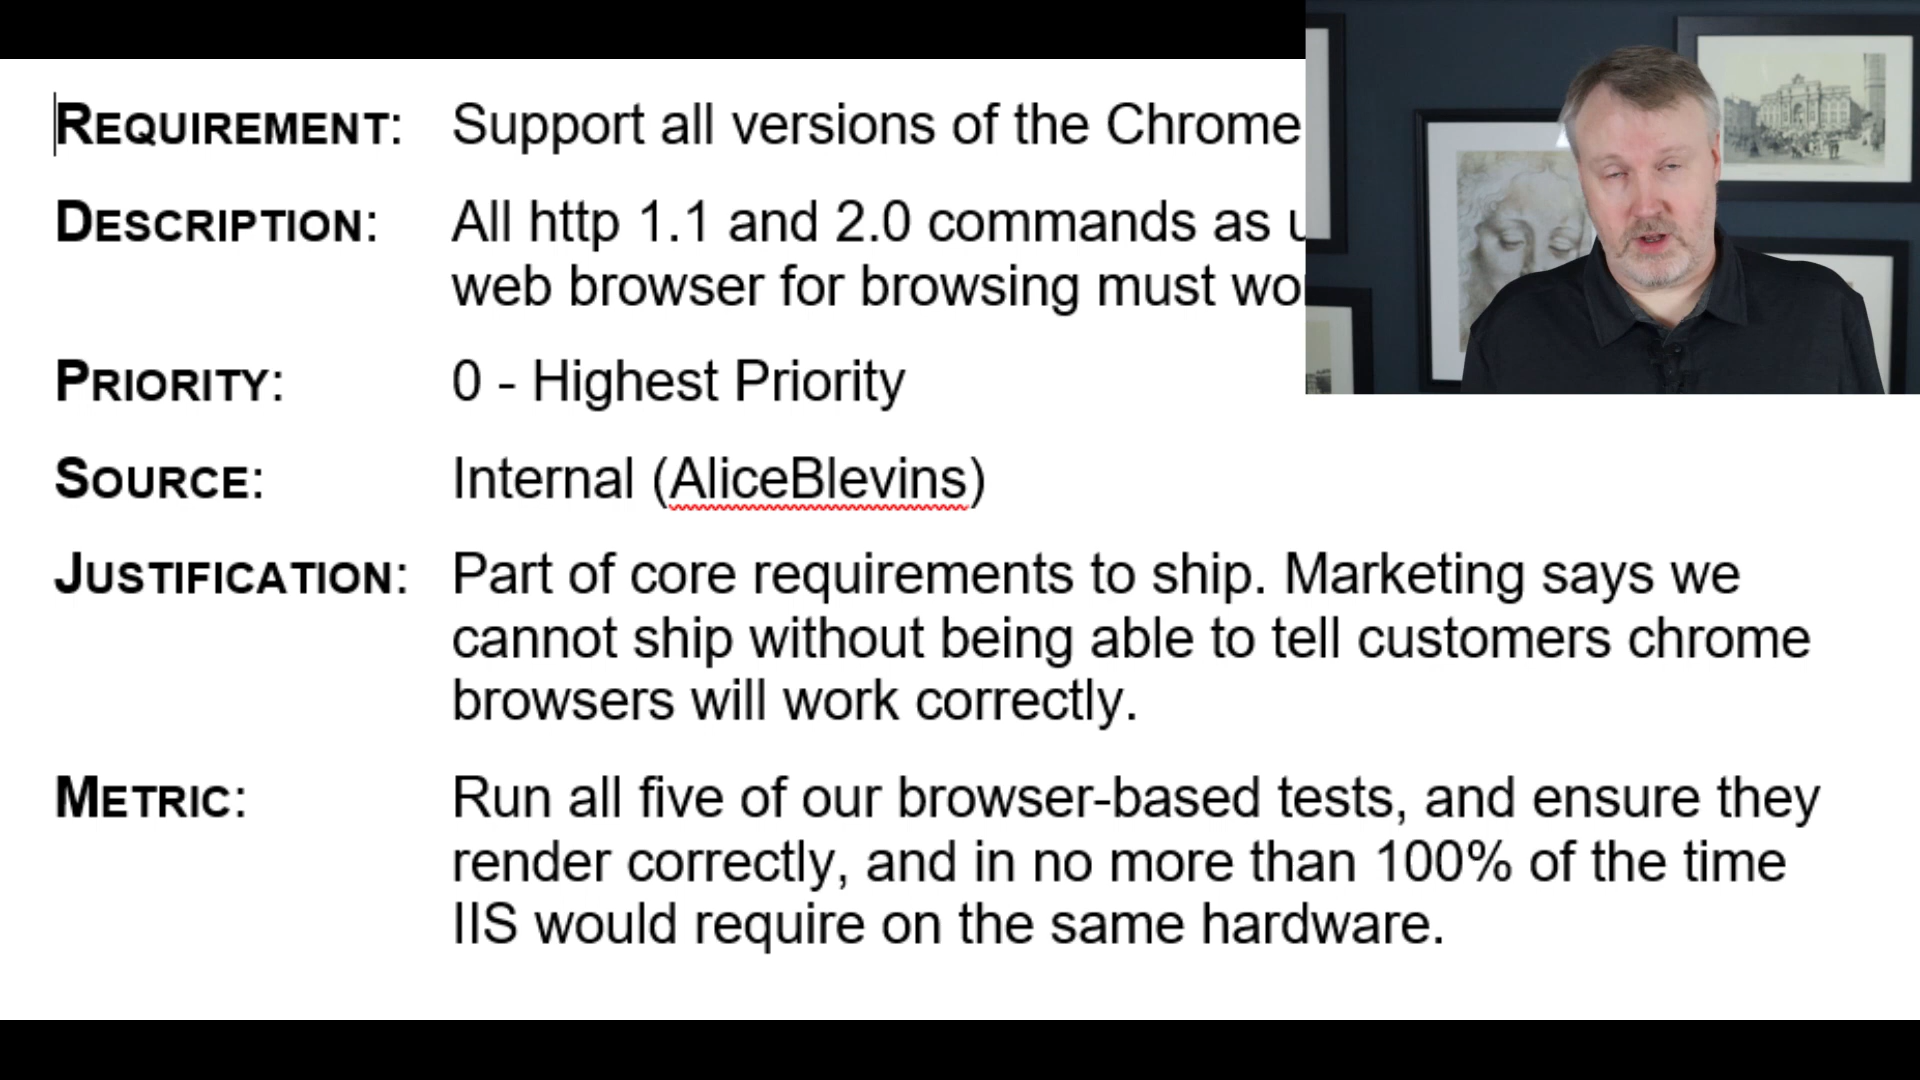 REQUIREMENT: Support all versions of the Chrome
DESCRIPTION: All http 1.1 and 2.0 commands as
web browser for browsing must
PRIORITY: 0 - Highest Priority
SOURCE: Internal (AliceBlevins)
JUSTIFICATION: Part of core requirements to ship. Marketing says we
cannot ship without being able to tell customers chrome
browsers will work correctly.
METRIC: Run all five of our browser-based tests, and ensure they
render correctly, and in no more than 100% of the time
IIS would require on the same hardware.